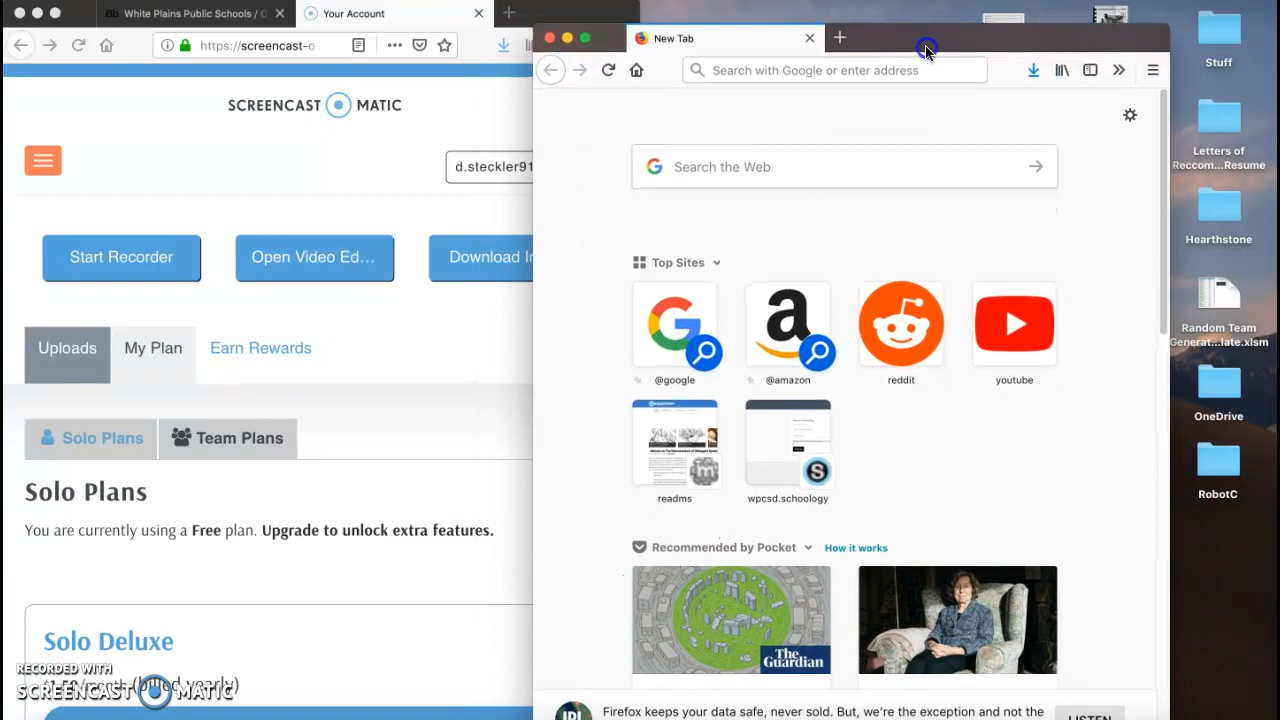 Bb White Plains Public Schools / (
Your Account
https://screencast-o
SCREENCAST MATIC
d.steckler91
Start Recorder
Open Video Ed...
Download In
Uploads
My Plan
Earn Rewards
Solo Plans
Team Plans
Solo Plans
You are currently using a Free plan. Upgrade to unlock extra features.
Solo Deluxe
(billed yearly)
RECORDED WITH
SCREENCAST MATIC
New Tab
Search with Google or enter address
Search the Web
Top Sites
@google
@amazon
reddit
youtube
readms
wpcsd.schoology
Recommended by Pocket
How it works
The
Guardian
Firefox keeps your data safe, never sold. But, we're the exception and not the
LISTEN
Stuff
Letters of
Reccom...Resume
Hearthstone
Random Team
Generat...late.xlsm
OneDrive
RobotC